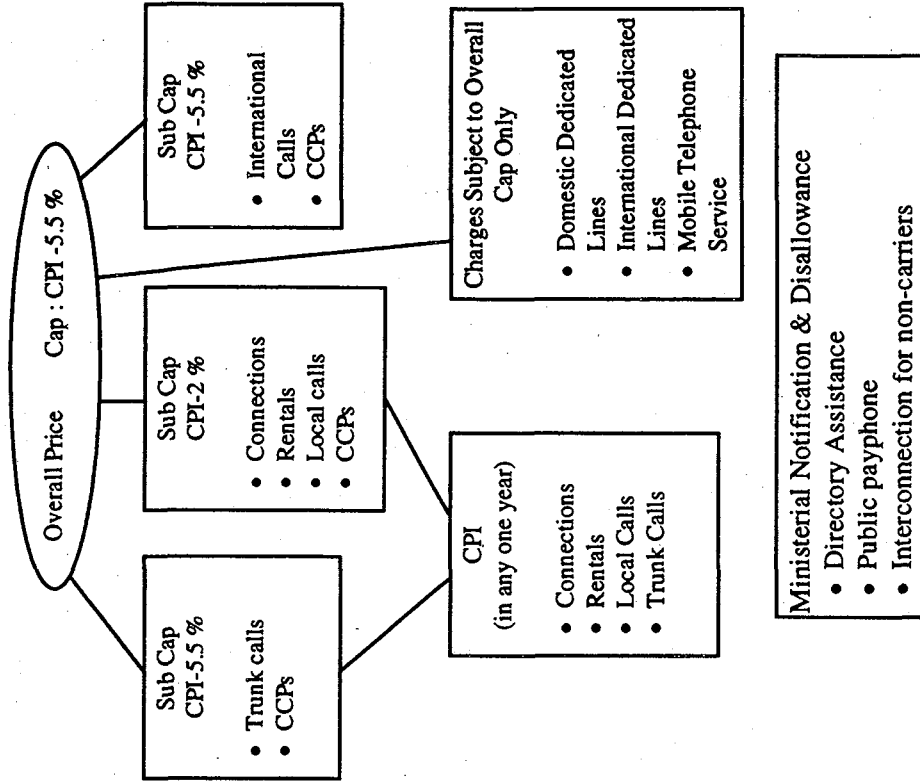 Overall Price Cap : CPI -5.5 %
Sub Cap
CPI-5.5 %
• Trunk calls
• CCPs
Sub Cap
CPI-2 %
• Connections
• Rentals
• Local calls
• CCPs
Sub Cap
CPI -5.5 %
• International
Calls
• CCPs
CPI
(in any one year)
• Connections
• Rentals
• Local Calls
• Trunk Calls
Charges Subject to Overall
Cap Only
• Domestic Dedicated
Lines
• International Dedicated
Lines
• Mobile Telephone
Service
Ministerial Notification & Disallowance
• Directory Assistance
• Public payphone
• Interconnection for non-carriers